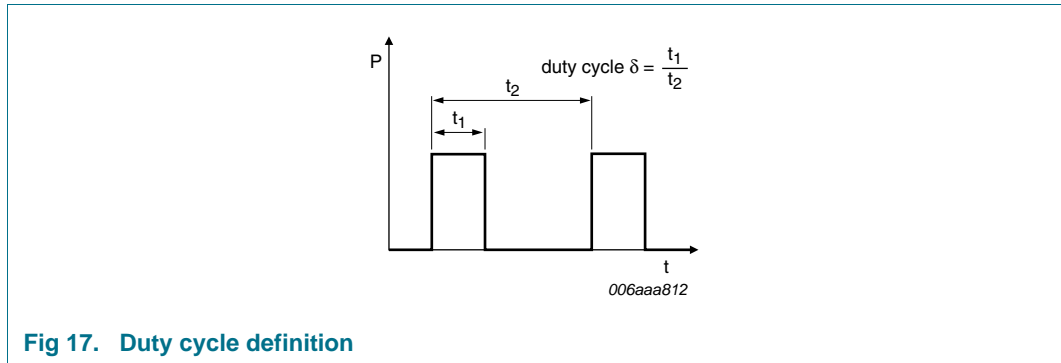 P
duty cycle δ = t1
t2
t2
t1
t
006aaa812
Fig 17. Duty cycle definition